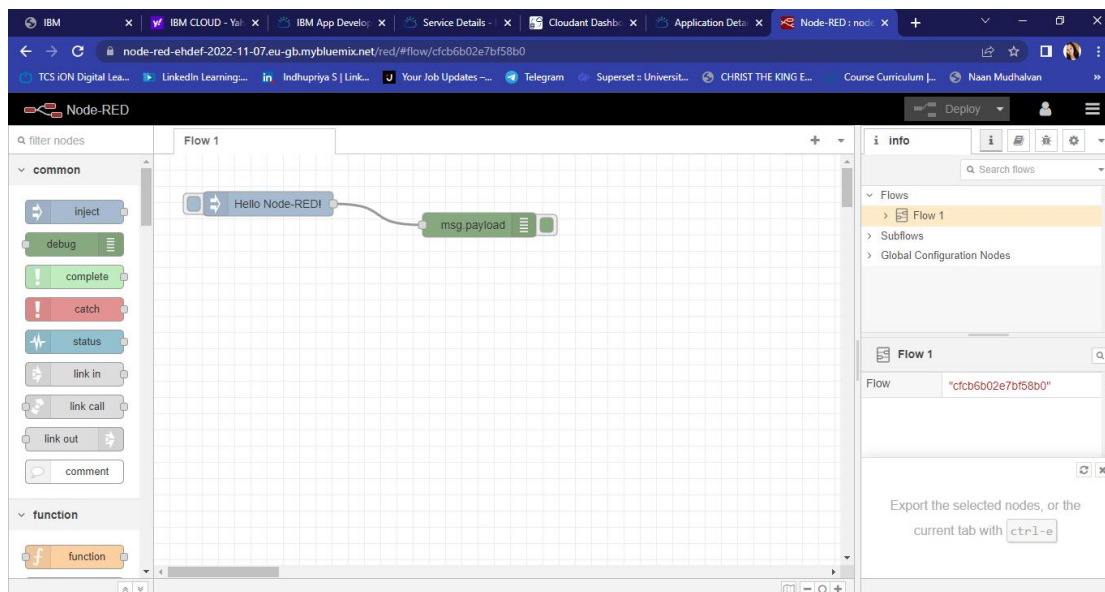 IBM
IBM CLOUD - Yah
IBM App Develop
Service Details - I
Cloudant Dashbo
Application Detai
Node-RED : node
node-red-ehdef-2022-11-07.eu-gb.mybluemix.net/red/#flow/cfcb6b02e7bf58b0
TCS iON Digital Lea...
LinkedIn Learning:...
in Indhupriya S | Link...
J Your Job Updates –...
Telegram
Superset :: Universit...
CHRIST THE KING E...
Course Curriculum |...
Naan Mudhalvan
»
Node-RED
Deploy
filter nodes
Flow 1
i info
i
Search flows
common
inject
debug
complete
catch
status
link in
link call
link out
comment
function
f function
Hello Node-RED!
msg.payload
Flows
Flow 1
Subflows
Global Configuration Nodes
Flow 1
Flow "cfcb6b02e7bf58b0"
Export the selected nodes, or the
current tab with ctrl-e